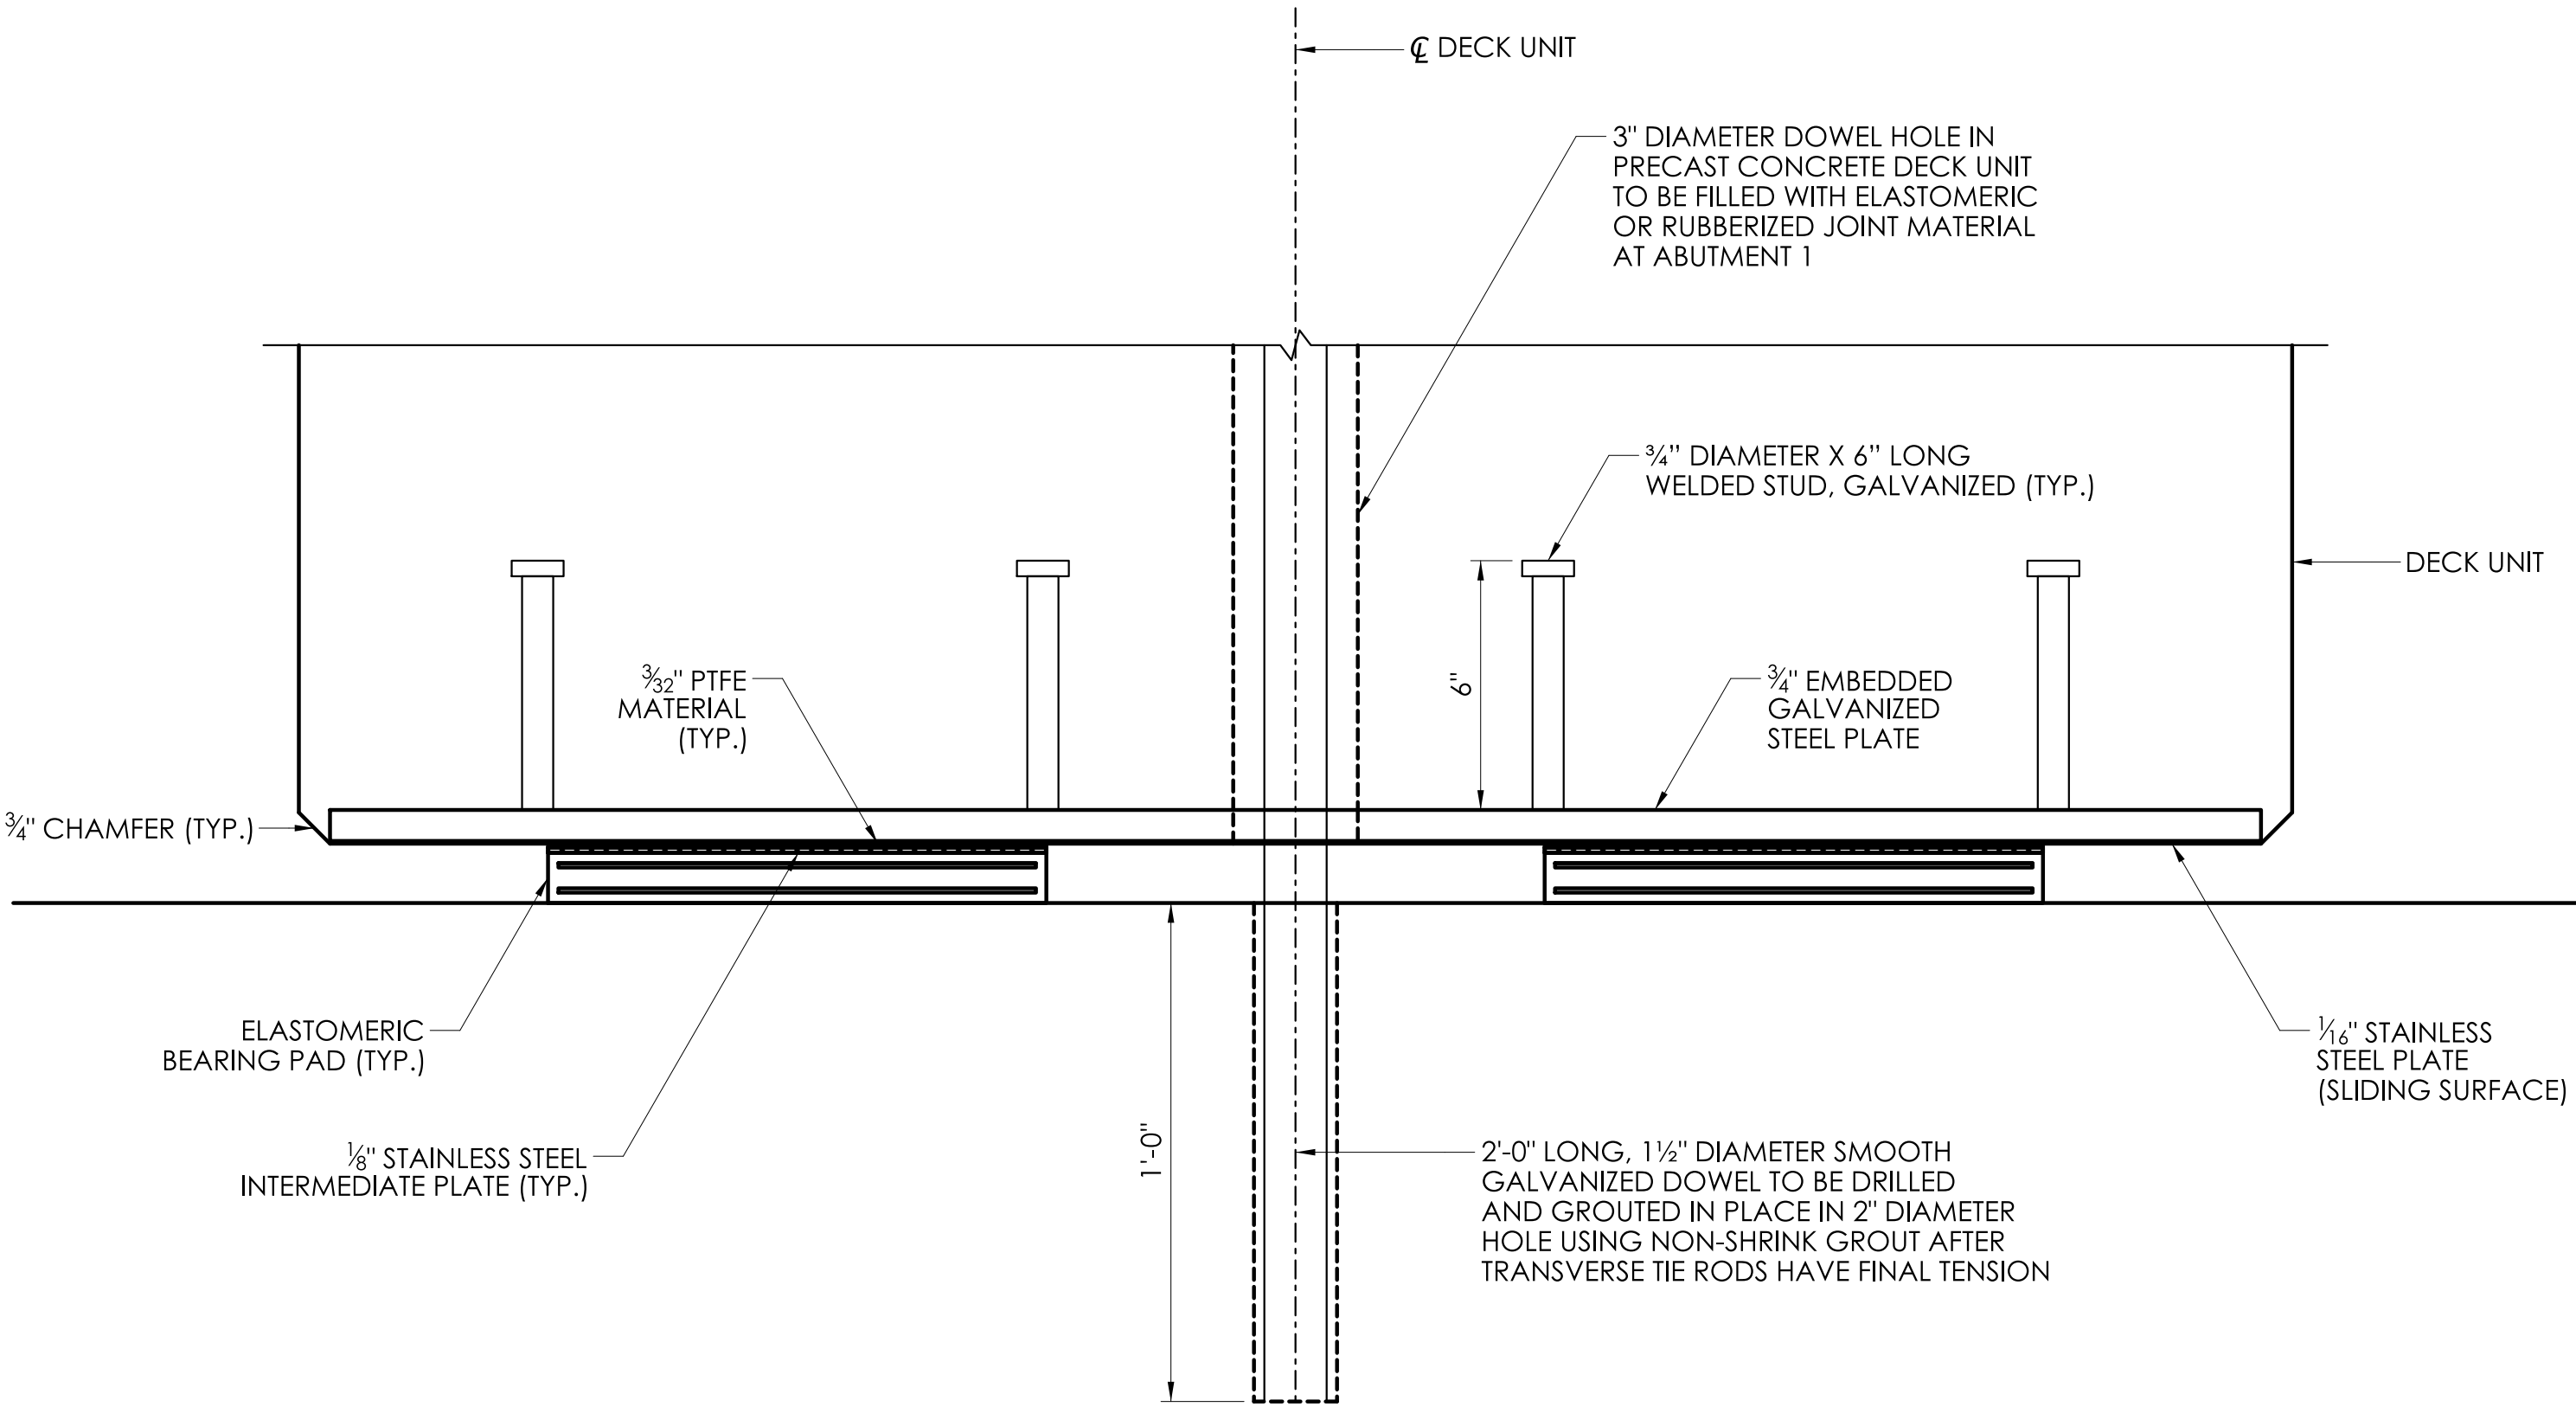 ℄ DECK UNIT
3" DIAMETER DOWEL HOLE IN
PRECAST CONCRETE DECK UNIT
TO BE FILLED WITH ELASTOMERIC
OR RUBBERIZED JOINT MATERIAL
AT ABUTMENT 1
¾" DIAMETER X 6" LONG
WELDED STUD, GALVANIZED (TYP.)
DECK UNIT
3/32" PTFE
MATERIAL
(TYP.)
6"
¾" EMBEDDED
GALVANIZED
STEEL PLATE
¾" CHAMFER (TYP.)
ELASTOMERIC
BEARING PAD (TYP.)
1/16" STAINLESS
STEEL PLATE
(SLIDING SURFACE)
⅛" STAINLESS STEEL
INTERMEDIATE PLATE (TYP.)
1'-0"
2'-0" LONG, 1½" DIAMETER SMOOTH
GALVANIZED DOWEL TO BE DRILLED
AND GROUTED IN PLACE IN 2" DIAMETER
HOLE USING NON-SHRINK GROUT AFTER
TRANSVERSE TIE RODS HAVE FINAL TENSION